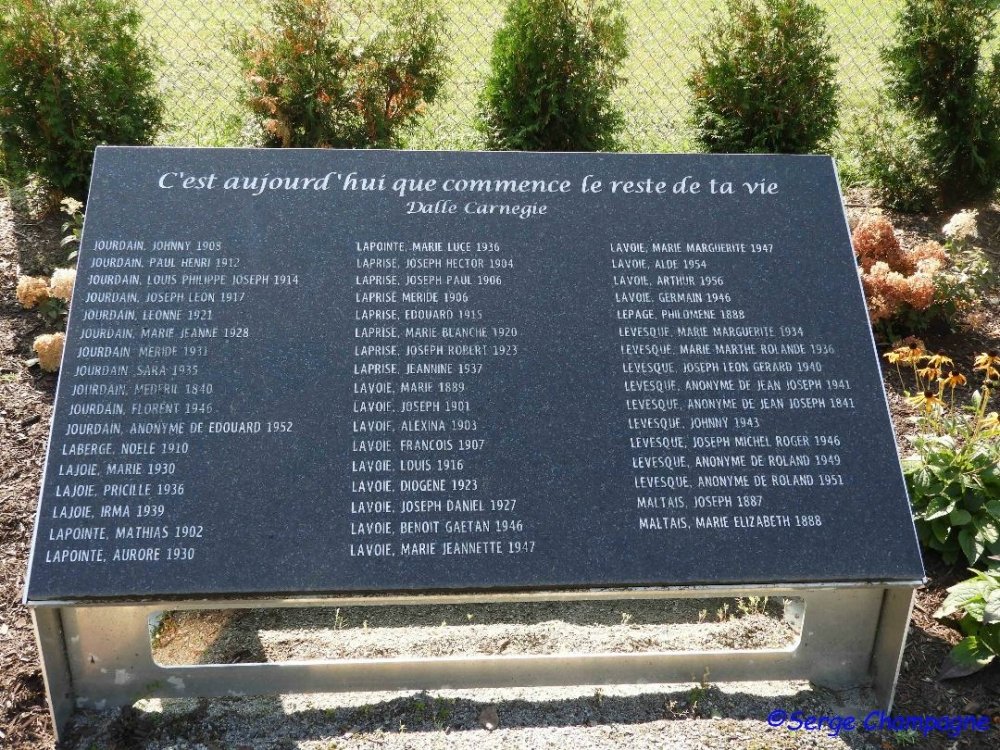 C'est aujourd'hui que commence le reste de ta vie
Dalle Carnegie
JOURDAIN, JOHNNY 1908
JOURDAIN, PAUL HENRI 1912
JOURDAIN, LOUIS PHILIPPE JOSEPH 1914
JOURDAIN, JOSEPH LEON 1917
JOURDAIN, LEONNE 1921
JOURDAIN, MARIE JEANNE 1928
JOURDAIN, MERIDE 1931
JOURDAIN, SARA 1935
JOURDAIN, MEDERIL 1840
JOURDAIN, FLORENT 1946
JOURDAIN, ANONYME DE EDOUARD 1952
LABERGE, NOELE 1910
LAJOIE, MARIE 1930
LAJOIE, PRICILLE 1936
LAJOIE, IRMA 1939
LAPOINTE, MATHIAS 1902
LAPOINTE, AURORE 1930
LAPOINTE, MARIE LUCE 1936
LAPRISE, JOSEPH HECTOR 1904
LAPRISE, JOSEPH PAUL 1906
LAPRISE MERIDE 1906
LAPRISE, EDOUARD 1915
LAPRISE, MARIE-BLANCHE 1920
LAPRISE, JOSEPH ROBERT 1923
LAPRISE, JEANNINE 1937
LAVOIE, MARIE 1889
LAVOIE, JOSEPH 1901
LAVOIE, ALEXINA 1903
LAVOIE, FRANCOIS 1907
LAVOIE, LOUIS 1916
LAVOIE, DIOGENE 1923
LAVOIE, JOSEPH DANIEL 1927
LAVOIE, BENOIT GAETAN 1946
LAVOIE, MARIE JEANNETTE 1947
LAVOIE, MARIE MARGUERITE 1947
LAVOIE, ALDE 1954
LAVOIE, ARTHUR 1956
LAVOIE, GERMAIN 1946
LEPAGE, PHILOMENE 1888
LEVESQUE, MARIE MARGUERITE 1934
LEVESQUE, MARIE MARTHE ROLANDE 1936
LEVESQUE, JOSEPH LEON GERARD 1940
LEVESQUE, ANONYME DE JEAN JOSEPH 1941
LEVESQUE, ANONYME DE JEAN JOSEPH 1841
LEVESQUE, JOHNNY 1943
LEVESQUE, JOSEPH MICHEL ROGER 1946
LEVESQUE, ANONYME DE ROLAND 1949
LEVESQUE, ANONYME DE ROLAND 1951
MALTAIS, JOSEPH 1887
MALTAIS, MARIE ELIZABETH 1888
©Serge Champagne